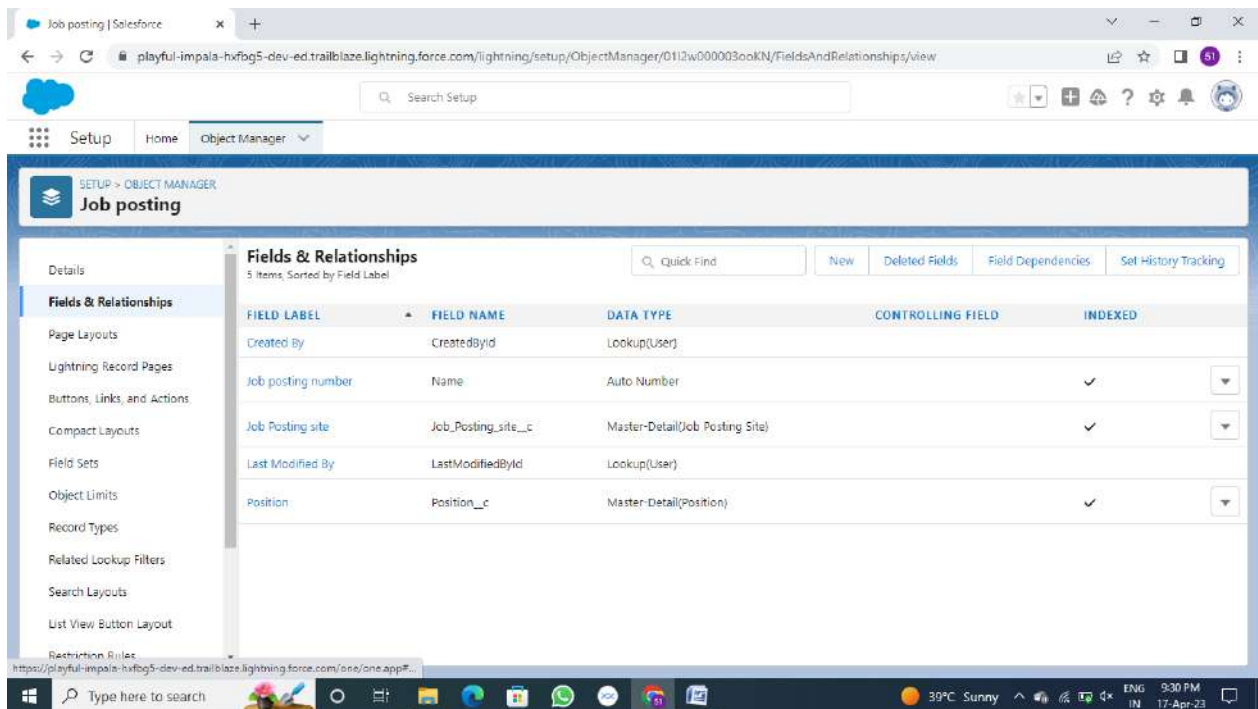 Job posting | Salesforce
playful-impala-hxfbg5-dev-ed.trailblaze.lightning.force.com/lightning/setup/ObjectManager/01I2w000003ooKN/FieldsAndRelationships/view
51
Search Setup
Setup
Home
Object Manager
SETUP > OBJECT MANAGER
Job posting
Details
Fields & Relationships
Page Layouts
Lightning Record Pages
Buttons, Links, and Actions
Compact Layouts
Field Sets
Object Limits
Record Types
Related Lookup Filters
Search Layouts
List View Button Layout
Restriction Rules
Fields & Relationships
5 Items, Sorted by Field Label
Quick Find
New
Deleted Fields
Field Dependencies
Set History Tracking
FIELD LABEL FIELD NAME DATA TYPE CONTROLLING FIELD INDEXED
Created By CreatedById Lookup(User)
Job posting number Name Auto Number
Job Posting site Job_Posting_site__c Master-Detail(Job Posting Site)
Last Modified By LastModifiedById Lookup(User)
Position Position__c Master-Detail(Position)
https://playful-impala-hxfbg5-dev-ed.trailblaze.lightning.force.com/one/one.app#...
Type here to search
39°C Sunny
ENG
IN
9:30 PM
17-Apr-23